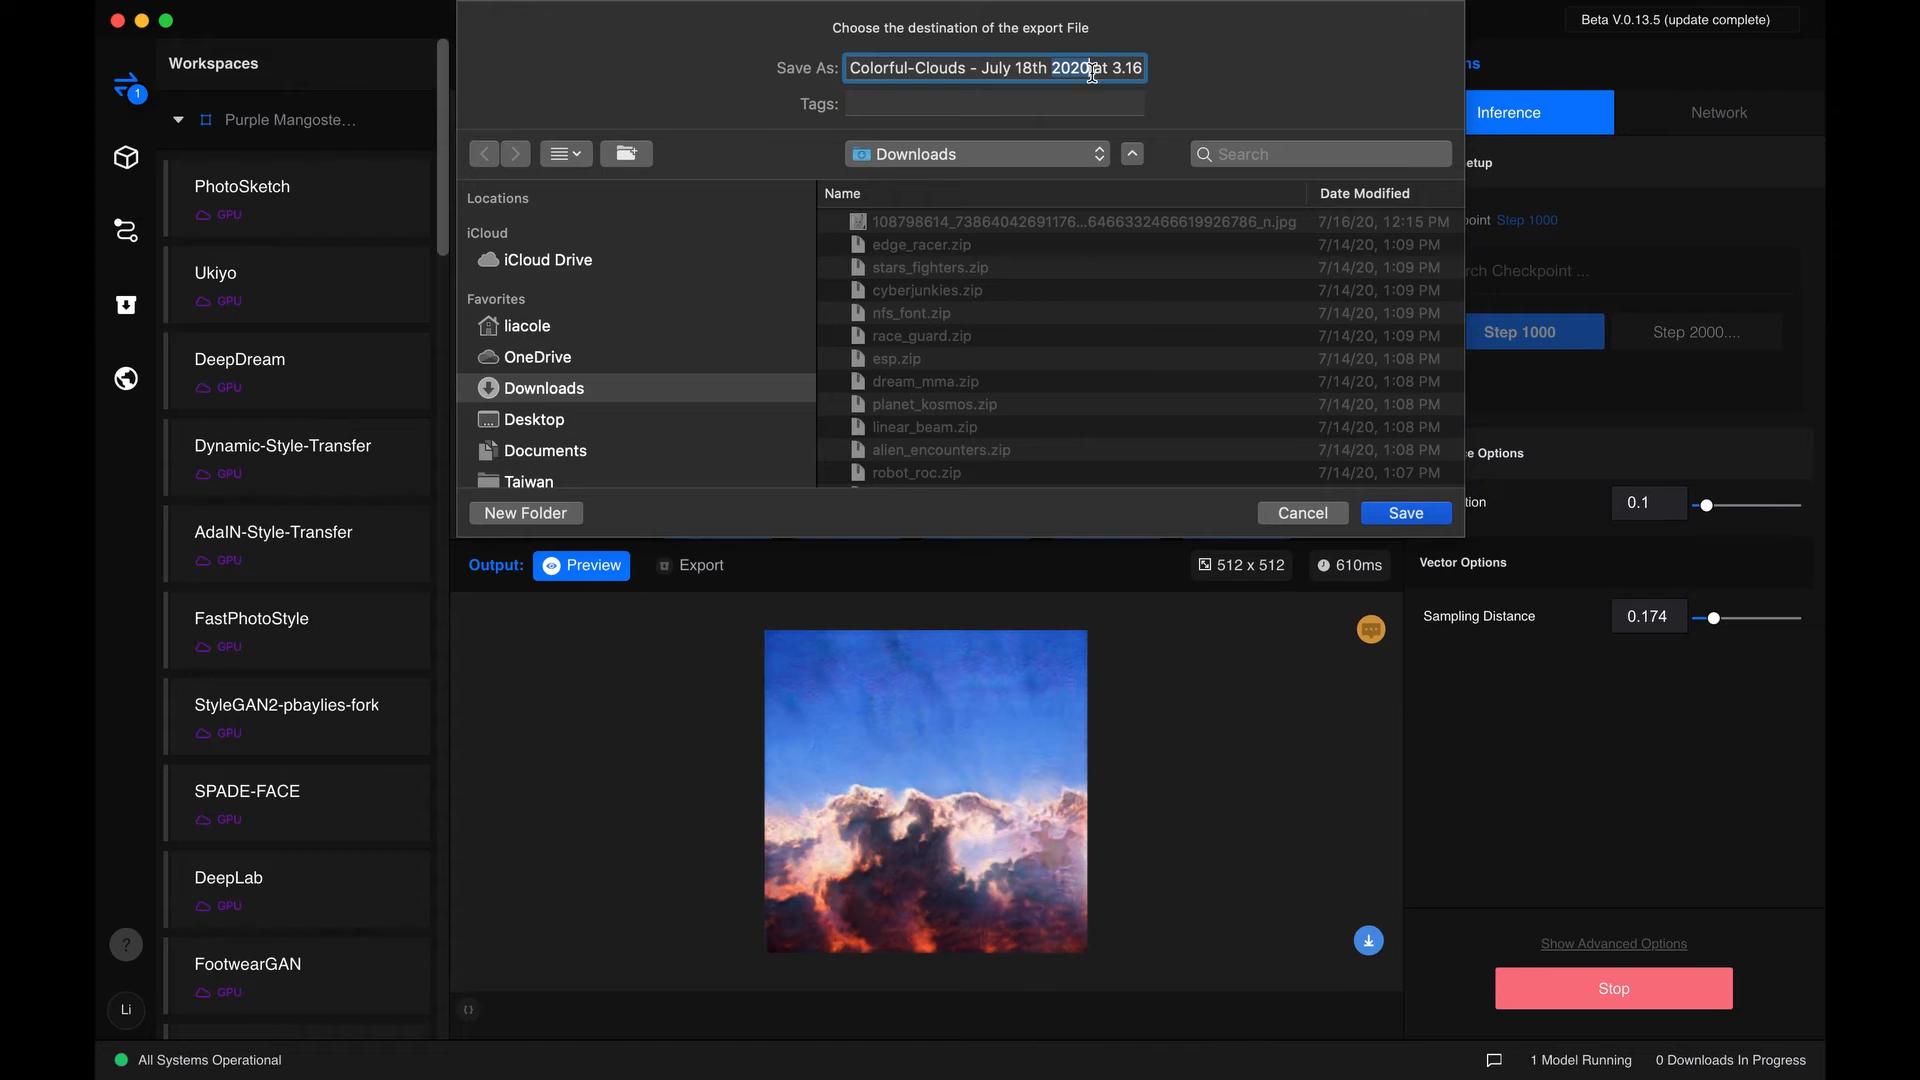 Choose the destination of the export File
Beta V.0.13.5 (update complete)
Save As: Colorful-Clouds - July 18th 2020 at 3.16
Tags:
Workspaces
1
Purple Mangoste...
PhotoSketch
GPU
Ukiyo
GPU
DeepDream
GPU
Dynamic-Style-Transfer
GPU
AdaIN-Style-Transfer
GPU
FastPhotoStyle
GPU
StyleGAN2-pbaylies-fork
GPU
SPADE-FACE
GPU
DeepLab
GPU
FootwearGAN
GPU
?
Li
Downloads
Search
Locations
iCloud
iCloud Drive
Favorites
liacole
OneDrive
Downloads
Desktop
Documents
Taiwan
Name Date Modified
108798614_73864042691176...6466332466619926786_n.jpg 7/16/20, 12:15 PM
edge_racer.zip 7/14/20, 1:09 PM
stars_fighters.zip 7/14/20, 1:09 PM
cyberjunkies.zip 7/14/20, 1:09 PM
nfs_font.zip 7/14/20, 1:09 PM
race_guard.zip 7/14/20, 1:09 PM
esp.zip 7/14/20, 1:08 PM
dream_mma.zip 7/14/20, 1:08 PM
planet_kosmos.zip 7/14/20, 1:08 PM
linear_beam.zip 7/14/20, 1:08 PM
alien_encounters.zip 7/14/20, 1:08 PM
robot_roc.zip 7/14/20, 1:07 PM
New Folder Cancel Save
Output: Preview Export 512 x 512 610ms
ns
Inference Network
etup
point Step 1000
rch Checkpoint ...
Step 1000 Step 2000....
e Options
tion 0.1
Vector Options
Sampling Distance 0.174
Show Advanced Options
Stop
{}
All Systems Operational
1 Model Running 0 Downloads In Progress